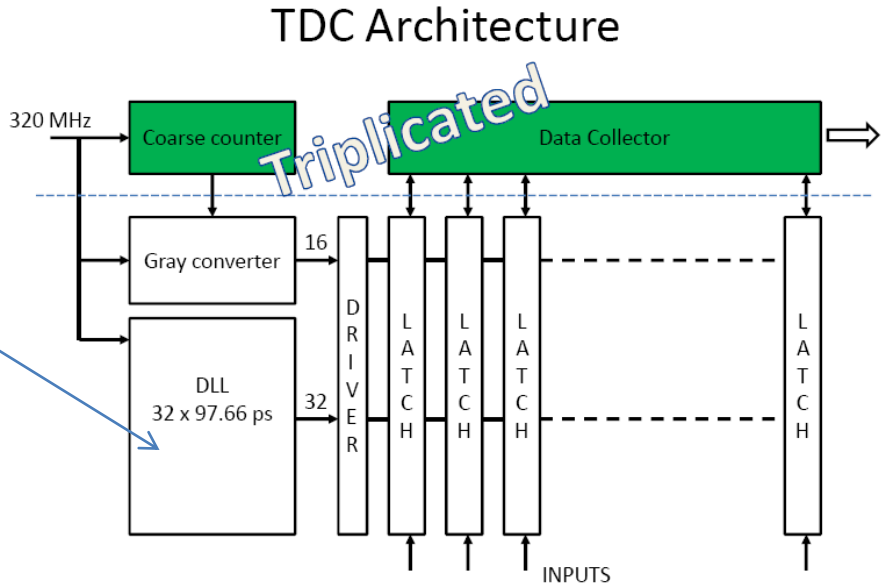 TDC Architecture
320 MHz
Coarse counter
Triplicated
Data Collector
Gray converter
16
DLL
32 x 97.66 ps
32
DRIVER
LATCH
LATCH
LATCH
LATCH
INPUTS